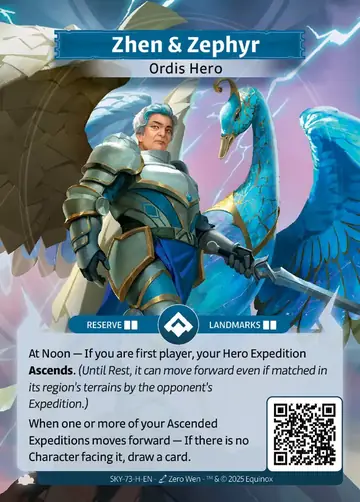 Zhen & Zephyr
Ordis Hero
RESERVE
LANDMARKS
At Noon — If you are first player, your Hero Expedition
Ascends. (Until Rest, it can move forward even if matched in
its region's terrains by the opponent's
Expedition.)
When one or more of your Ascended
Expeditions moves forward — If there is no
Character facing it, draw a card.
SKY-73-H-EN - Zero Wen - ™ & © 2025 Equinox